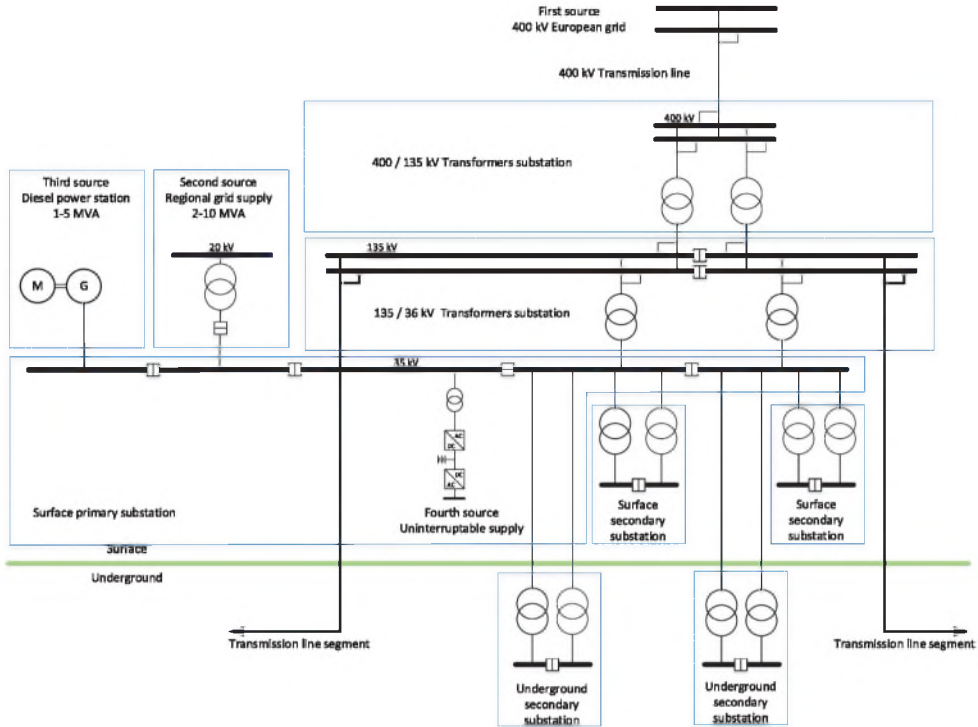 First source
400 kV European grid
400 kV Transmission line
400 kV
400 / 135 kV Transformers substation
Third source
Diesel power station
1-5 MVA
Second source
Regional grid supply
2-10 MVA
20 kV
135 kV
M
G
135 / 36 kV Transformers substation
35 kV
AC
DC
DC
AC
Surface primary substation
Fourth source
Uninterruptable supply
Surface
secondary
substation
Surface
secondary
substation
Surface
Underground
Transmission line segment
Transmission line segment
Underground
secondary
substation
Underground
secondary
substation